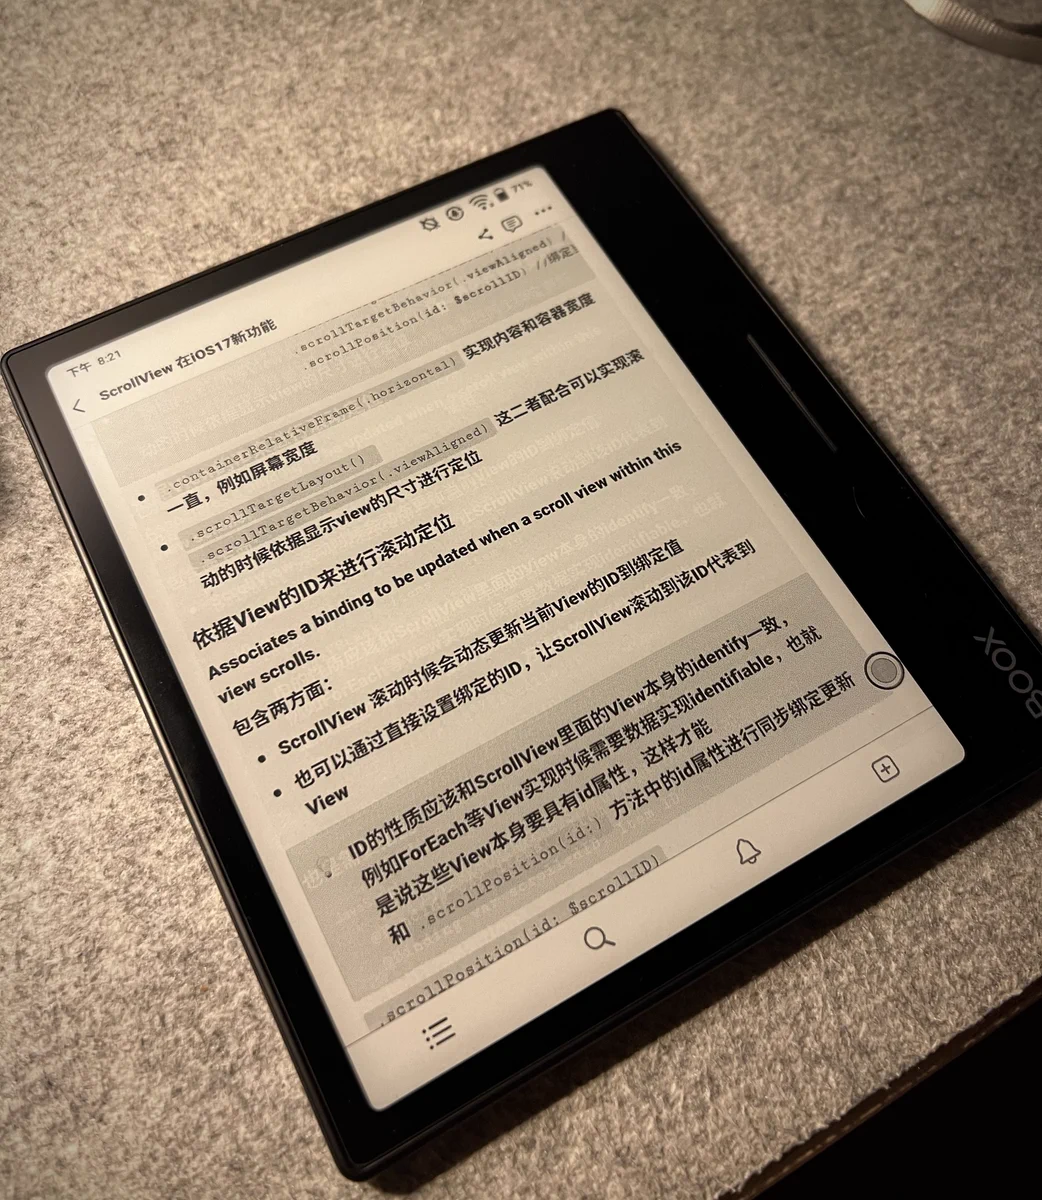 下午 8:21
71%
ScrollView 在iOS17新功能
.scrollTargetBehavior(.viewAligned) /
.scrollPosition(id: $scrollID) //绑定
.containerRelativeFrame(.horizontal) 实现内容和容器宽度
一直，例如屏幕宽度
.scrollTargetLayout()
.scrollTargetBehavior(.viewAligned) 这二者配合可以实现滚
动的时候依据显示view的尺寸进行定位
依据View的ID来进行滚动定位
Associates a binding to be updated when a scroll view within this
view scrolls.
包含两方面：
ScrollView 滚动时候会动态更新当前View的ID到绑定值
也可以通过直接设置绑定的ID，让ScrollView滚动到该ID代表到
View
ID的性质应该和ScrollView里面的View本身的identify一致，
例如ForEach等View实现时候需要数据实现identifiable，也就
是说这些View本身要具有id属性，这样才能
和 .scrollPosition(id:) 方法中的id属性进行同步绑定更新
.scrollPosition(id: $scrollID)
BOOX